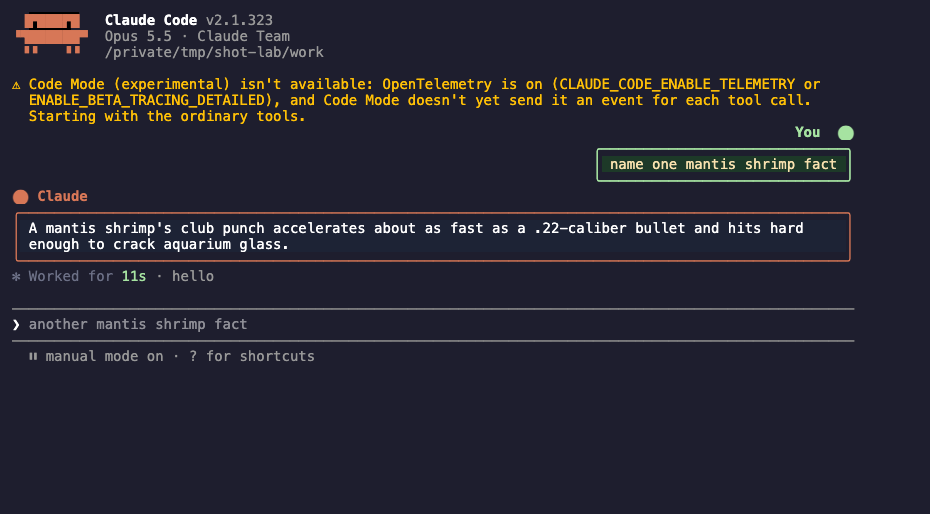 Claude Code v2.1.323
Opus 5.5 · Claude Team
/private/tmp/shot-lab/work
⚠ Code Mode (experimental) isn't available: OpenTelemetry is on (CLAUDE_CODE_ENABLE_TELEMETRY or
ENABLE_BETA_TRACING_DETAILED), and Code Mode doesn't yet send it an event for each tool call.
Starting with the ordinary tools.
You ●
name one mantis shrimp fact
● Claude
A mantis shrimp's club punch accelerates about as fast as a .22-caliber bullet and hits hard
enough to crack aquarium glass.
✻ Worked for 11s · hello
❯ another mantis shrimp fact
⏸ manual mode on · ? for shortcuts